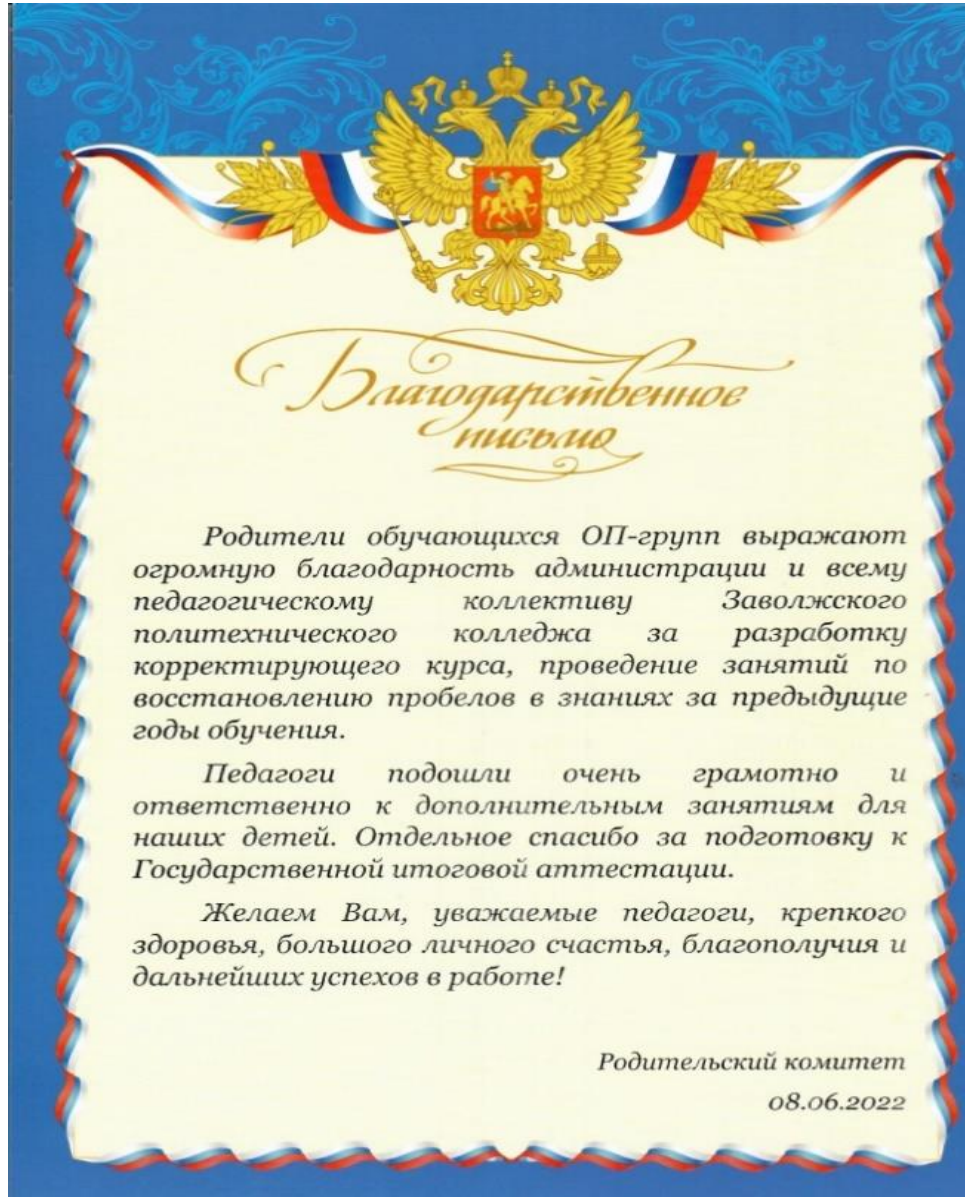 Благодарственное
письмо
Родители обучающихся ОП-групп выражают
огромную благодарность администрации и всему
педагогическому коллективу Заволжского
политехнического колледжа за разработку
корректирующего курса, проведение занятий по
восстановлению пробелов в знаниях за предыдущие
годы обучения.
Педагоги подошли очень грамотно и
ответственно к дополнительным занятиям для
наших детей. Отдельное спасибо за подготовку к
Государственной итоговой аттестации.
Желаем Вам, уважаемые педагоги, крепкого
здоровья, большого личного счастья, благополучия и
дальнейших успехов в работе!
Родительский комитет
08.06.2022